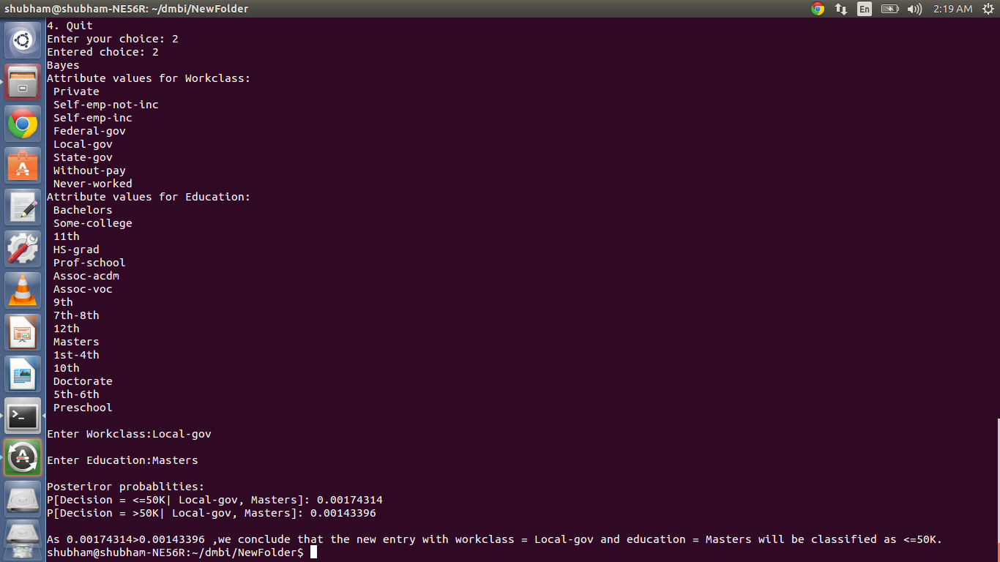 shubham@shubham-NE56R: ~/dmbi/NewFolder
En
2:19 AM
4. Quit
Enter your choice: 2
Entered choice: 2
Bayes
Attribute values for Workclass:
Private
Self-emp-not-inc
Self-emp-inc
Federal-gov
Local-gov
State-gov
Without-pay
Never-worked
Attribute values for Education:
Bachelors
Some-college
11th
HS-grad
Prof-school
Assoc-acdm
Assoc-voc
9th
7th-8th
12th
Masters
1st-4th
10th
Doctorate
5th-6th
Preschool
Enter Workclass:Local-gov
Enter Education:Masters
Posteriror probablities:
P[Decision = <=50K| Local-gov, Masters]: 0.00174314
P[Decision = >50K| Local-gov, Masters]: 0.00143396
As 0.00174314>0.00143396 ,we conclude that the new entry with workclass = Local-gov and education = Masters will be classified as <=50K.
shubham@shubham-NE56R:~/dmbi/NewFolder$